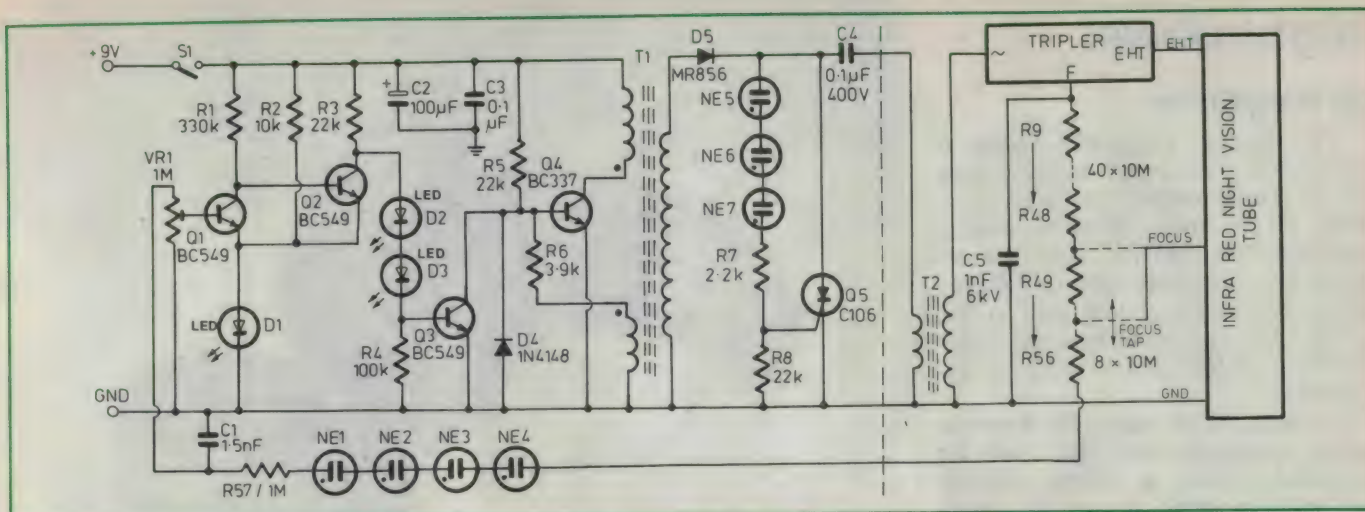 +9V
S1
R1
330k
R2
10k
R3
22k
+
C2
100µF
C3
0·1
µF
T1
D5
MR856
C4
0·1µF
400V
TRIPLER
~
EHT
F
EHT
VR1
1M
Q1
BC549
Q2
BC549
LED
D2
LED
D3
R5
22k
Q4
BC337
R6
3.9k
NE5
NE6
NE7
R7
2·2k
R9
40 × 10M
R48
C5
1nF
6kV
R49
FOCUS
FOCUS
TAP
R56
8 × 10M
T2
INFRA RED NIGHT VISION
TUBE
LED
D1
R4
100k
Q3
BC549
D4
1N4148
R8
22k
Q5
C106
GND
GND
C1
1·5nF
R57 / 1M
NE1
NE2
NE3
NE4